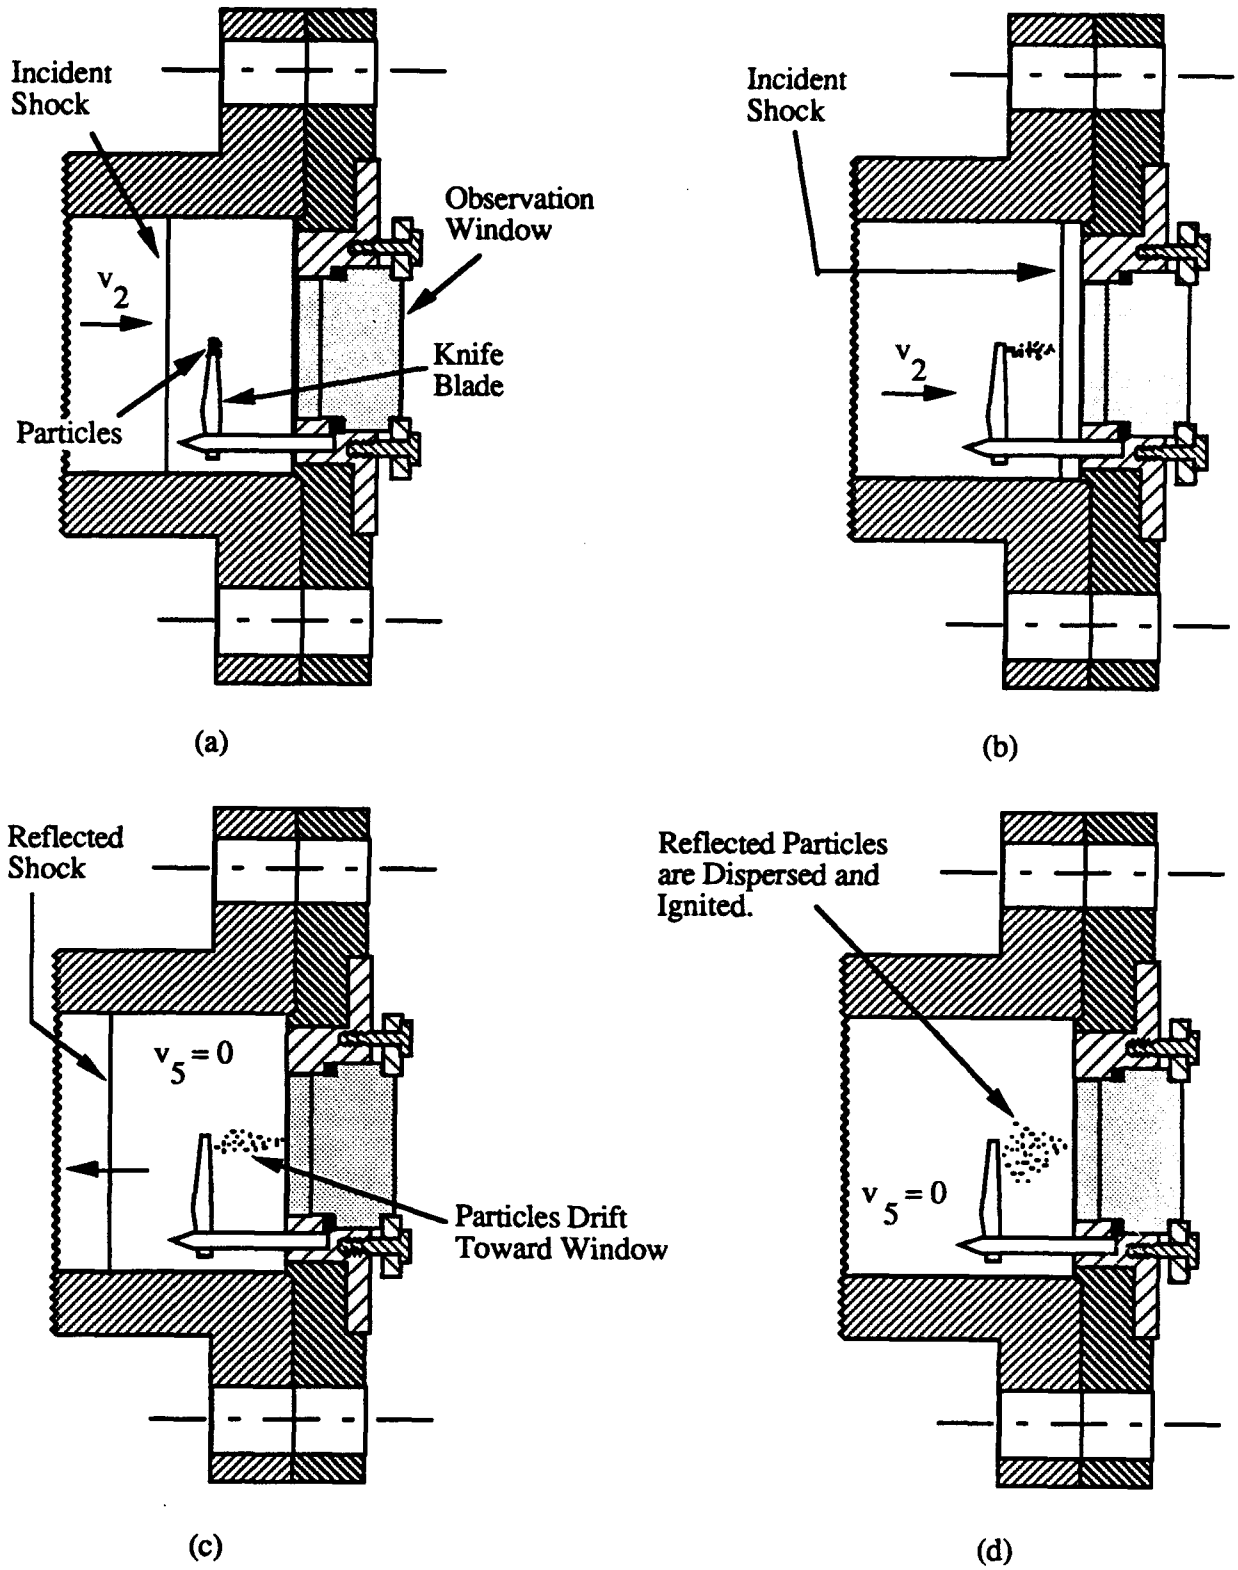 Incident
Shock
v2
Particles
Observation
Window
Knife
Blade
(a)
Incident
Shock
v2
(b)
Reflected
Shock
v5 = 0
Particles Drift
Toward Window
(c)
Reflected Particles
are Dispersed and
Ignited.
v5 = 0
(d)